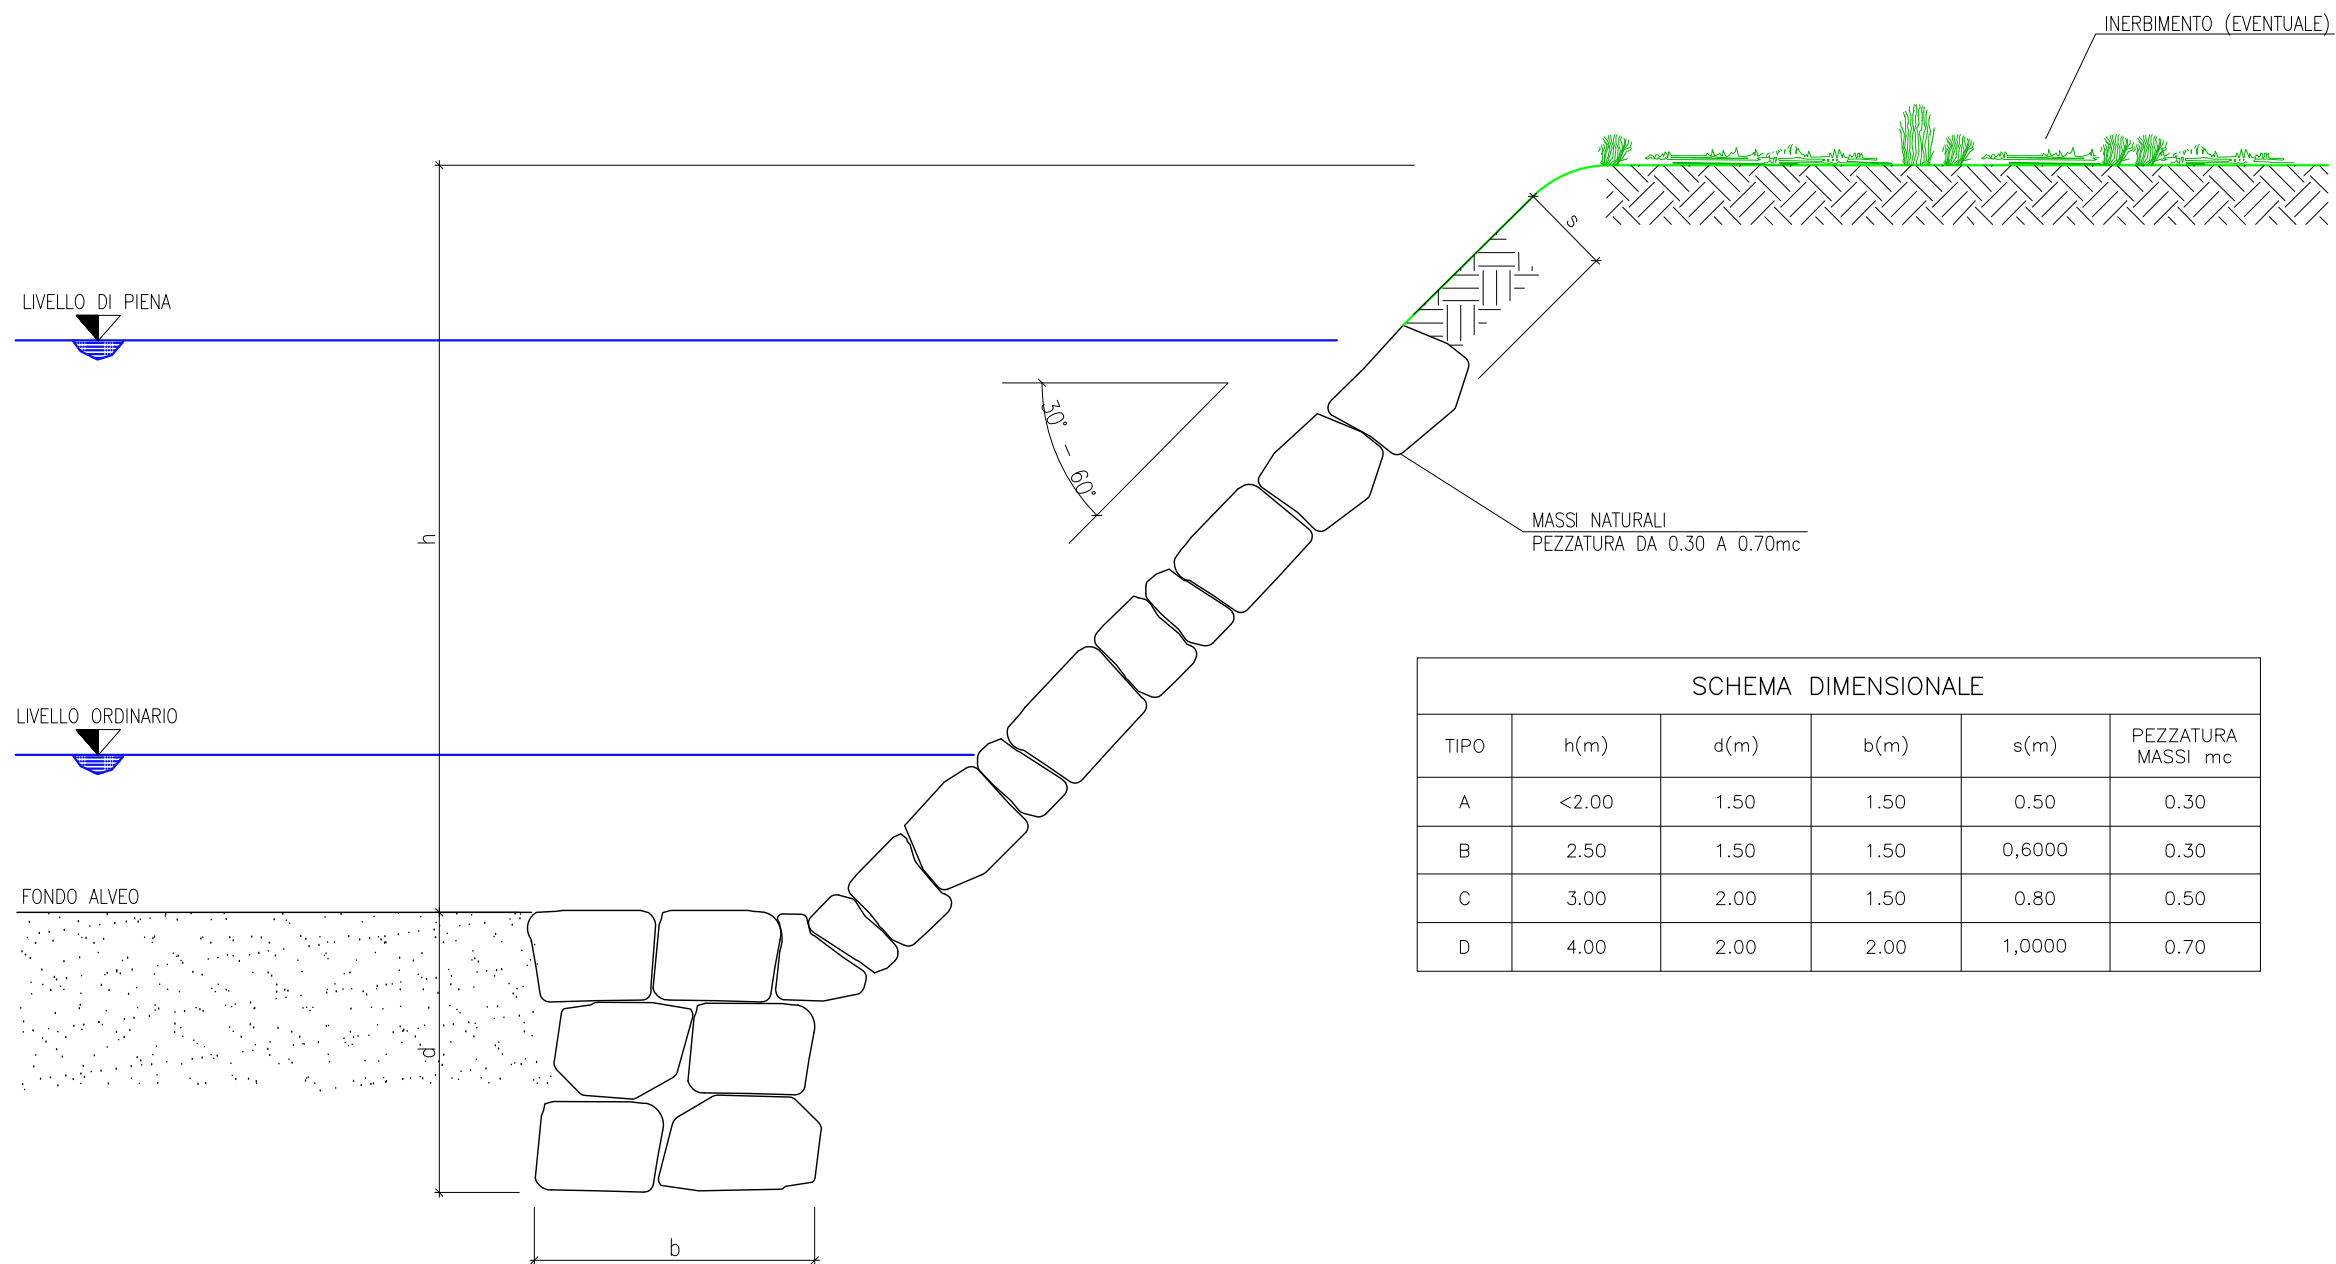 INERBIMENTO (EVENTUALE)
s
LIVELLO DI PIENA
30° - 60°
h
MASSI NATURALI
PEZZATURA DA 0.30 A 0.70mc
LIVELLO ORDINARIO
SCHEMA DIMENSIONALE
TIPO h(m) d(m) b(m) s(m) PEZZATURA MASSI mc
A <2.00 1.50 1.50 0.50 0.30
B 2.50 1.50 1.50 0,6000 0.30
C 3.00 2.00 1.50 0.80 0.50
D 4.00 2.00 2.00 1,0000 0.70
FONDO ALVEO
d
b